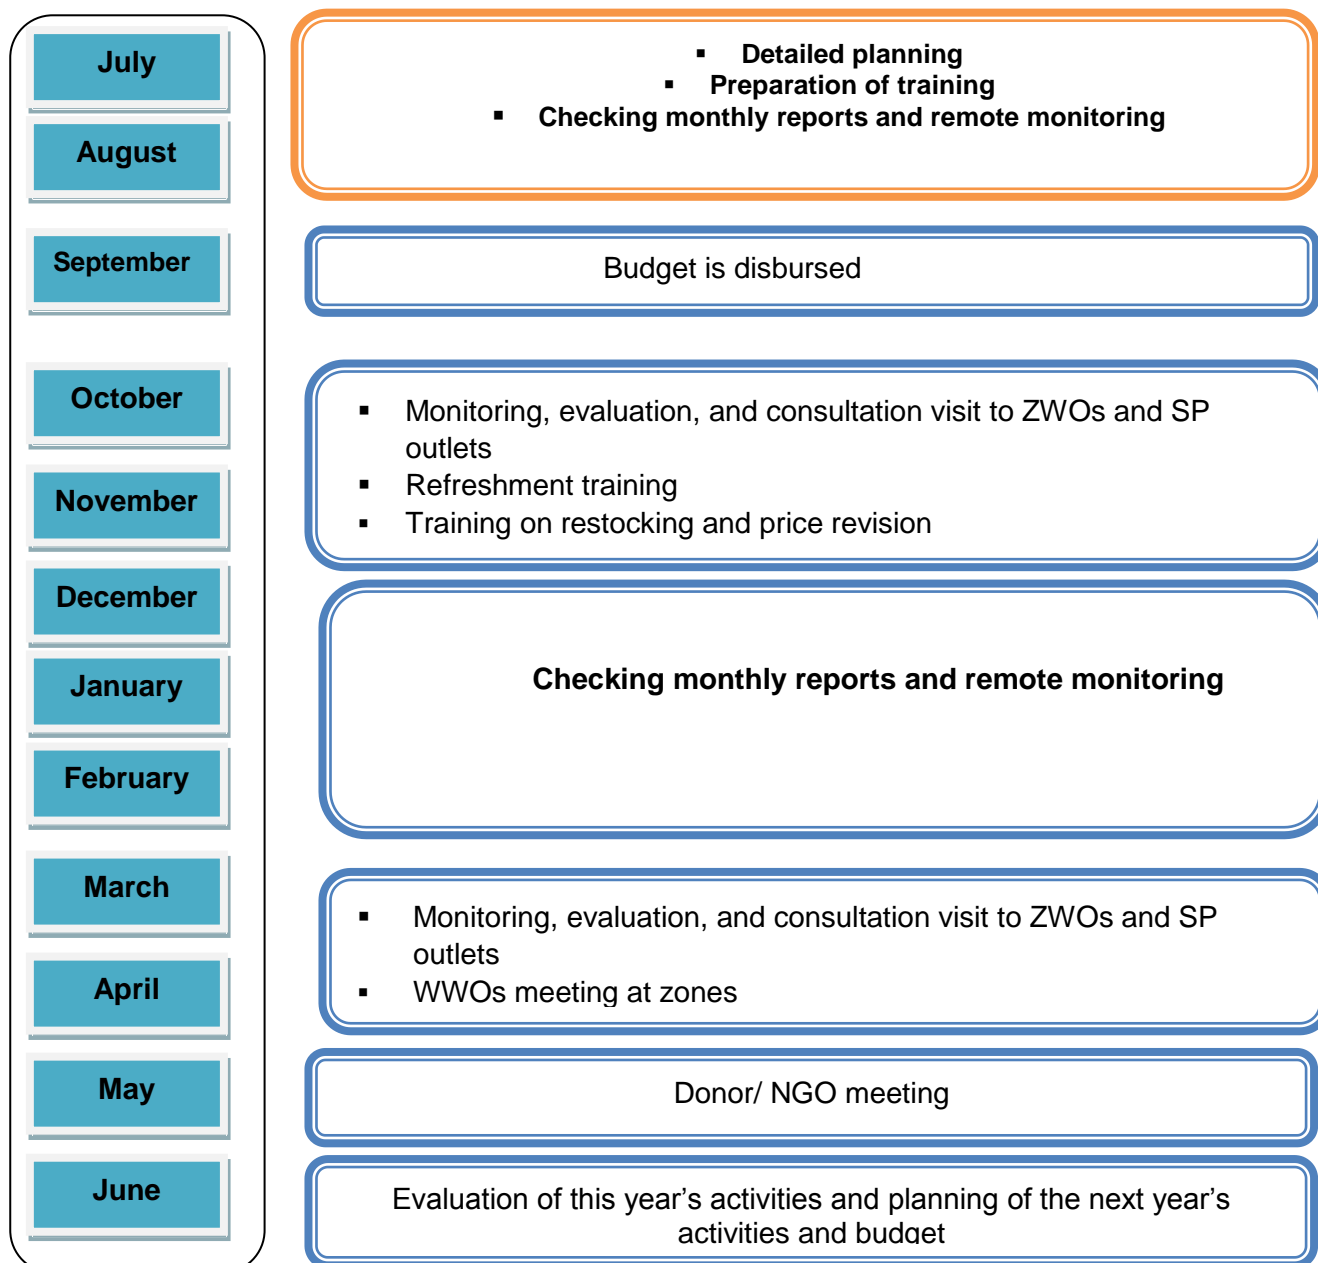 July
▪ Detailed planning
▪ Preparation of training
▪ Checking monthly reports and remote monitoring
August
September
Budget is disbursed
October
▪ Monitoring, evaluation, and consultation visit to ZWOs and SP
outlets
▪ Refreshment training
▪ Training on restocking and price revision
November
December
January
Checking monthly reports and remote monitoring
February
March
▪ Monitoring, evaluation, and consultation visit to ZWOs and SP
outlets
▪ WWOs meeting at zones
April
May
Donor/ NGO meeting
June
Evaluation of this year’s activities and planning of the next year’s
activities and budget